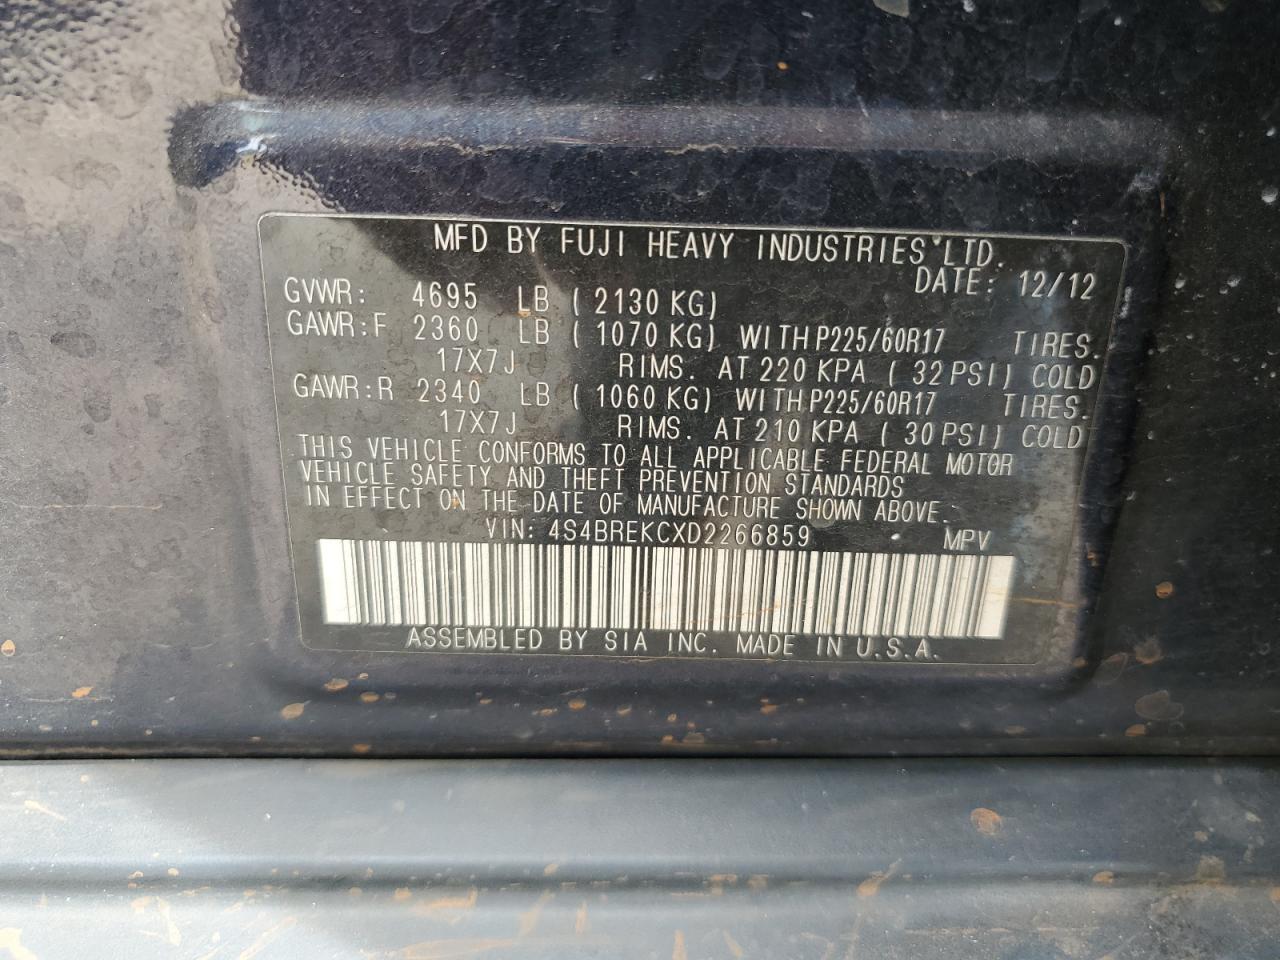 MFD BY FUJI HEAVY INDUSTRIES LTD.
DATE: 12/12
GVWR: 4695 LB ( 2130 KG)
GAWR:F 2360 LB ( 1070 KG) WITH P225/60R17 TIRES.
17X7J RIMS. AT 220 KPA ( 32 PSI) COLD
GAWR:R 2340 LB ( 1060 KG) WITH P225/60R17 TIRES.
17X7J RIMS. AT 210 KPA ( 30 PSI) COLD
THIS VEHICLE CONFORMS TO ALL APPLICABLE FEDERAL MOTOR
VEHICLE SAFETY AND THEFT PREVENTION STANDARDS
IN EFFECT ON THE DATE OF MANUFACTURE SHOWN ABOVE.
VIN: 4S4BREKCXD2266859 MPV
ASSEMBLED BY SIA INC. MADE IN U.S.A.